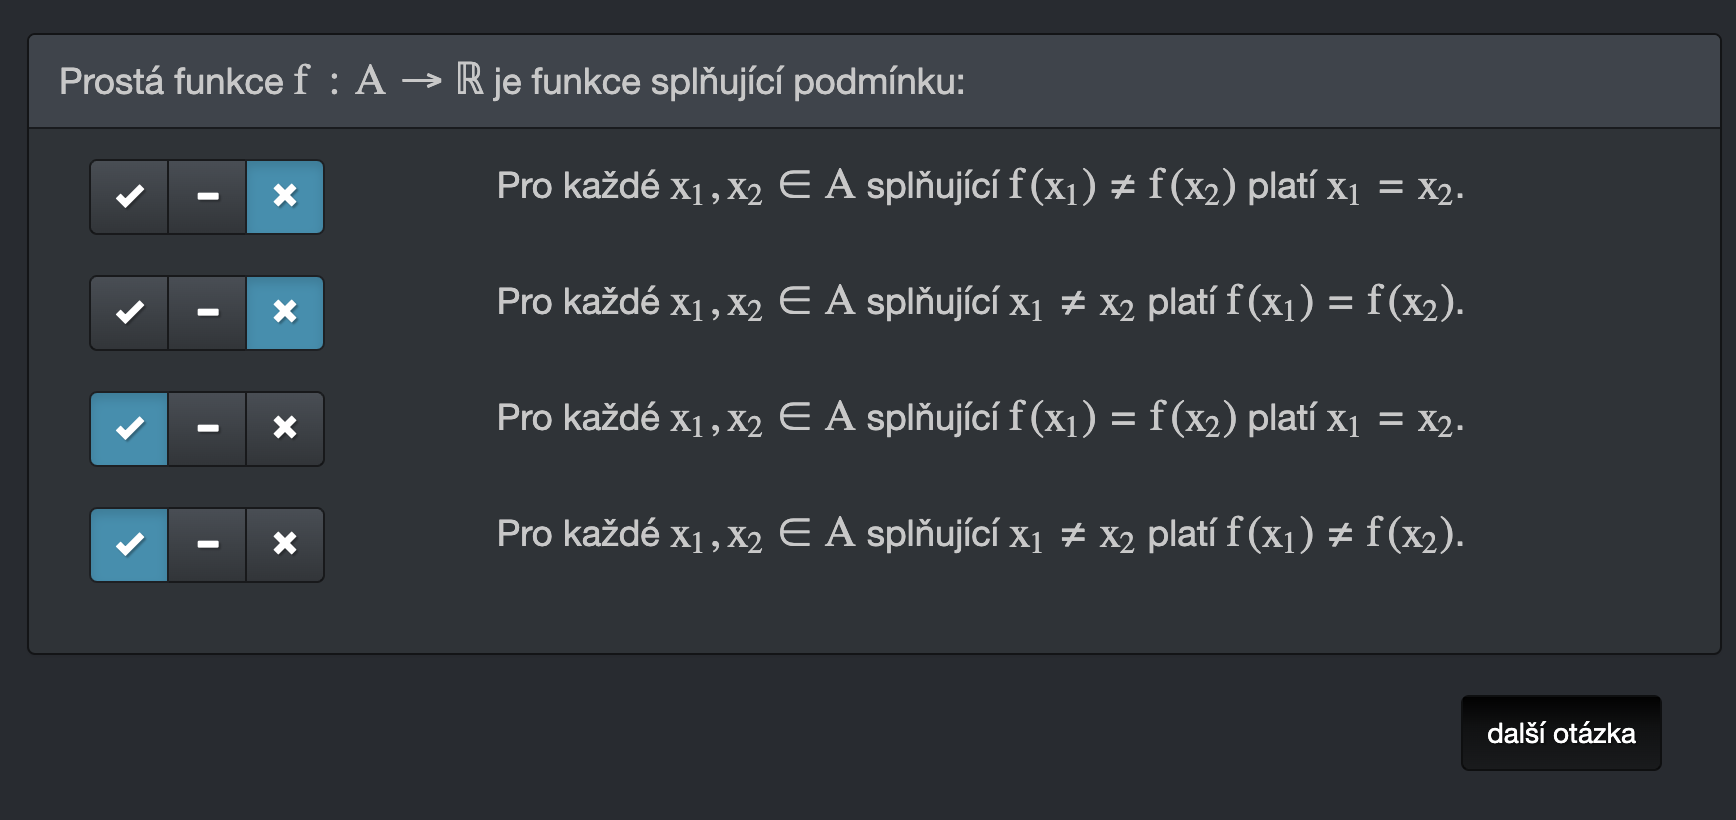 Prostá funkce f : A → ℝ je funkce splňující podmínku:
Pro každé x₁, x₂ ∈ A splňující f(x₁) ≠ f(x₂) platí x₁ = x₂.
Pro každé x₁, x₂ ∈ A splňující x₁ ≠ x₂ platí f(x₁) = f(x₂).
Pro každé x₁, x₂ ∈ A splňující f(x₁) = f(x₂) platí x₁ = x₂.
Pro každé x₁, x₂ ∈ A splňující x₁ ≠ x₂ platí f(x₁) ≠ f(x₂).
další otázka